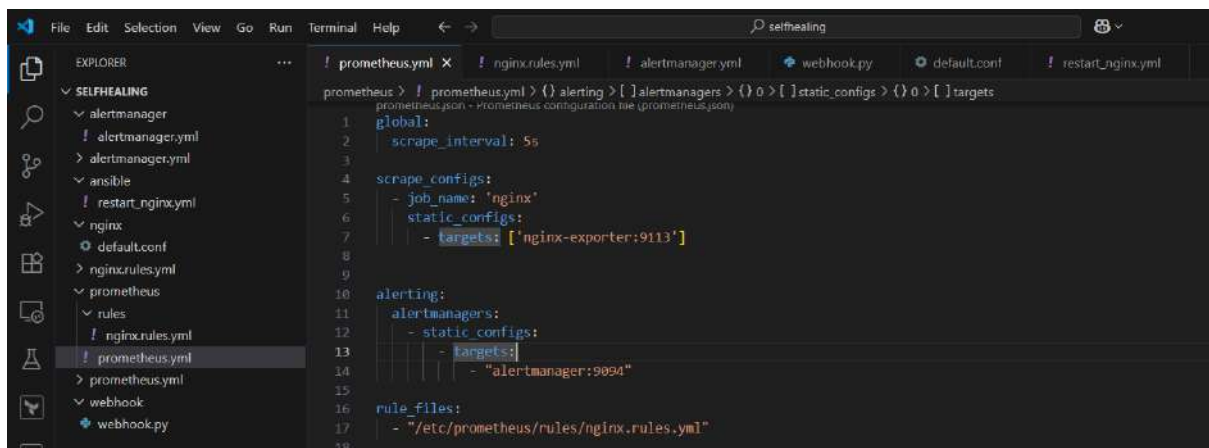 File Edit Selection View Go Run Terminal Help
selfhealing
EXPLORER
SELFHEALING
alertmanager
alertmanager.yml
alertmanager.yml
ansible
restart_nginx.yml
nginx
default.conf
nginx.rules.yml
prometheus
rules
nginx.rules.yml
prometheus.yml
prometheus.yml
webhook
webhook.py
prometheus.yml nginx.rules.yml alertmanager.yml webhook.py default.conf restart_nginx.yml
prometheus > prometheus.yml > {} alerting > [ ] alertmanagers > {} 0 > [ ] static_configs > {} 0 > [ ] targets
prometheus.json - Prometheus configuration file (prometheus.json)
1 global:
2 scrape_interval: 5s
3
4 scrape_configs:
5 - job_name: 'nginx'
6 static_configs:
7 - targets: ['nginx-exporter:9113']
8
9
10 alerting:
11 alertmanagers:
12 - static_configs:
13 - targets:
14 - "alertmanager:9094"
15
16 rule_files:
17 - "/etc/prometheus/rules/nginx.rules.yml"
18